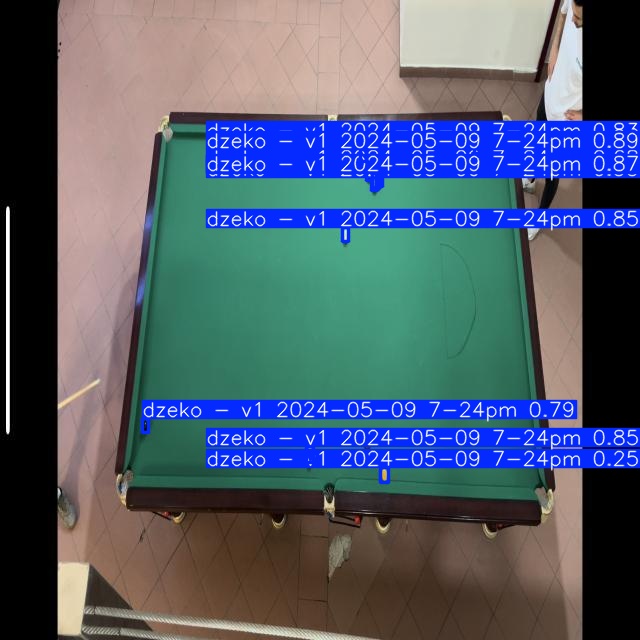 dzeko - v1 2024-05-09 7-24pm 0.83
dzeko - v1 2024-05-09 7-24pm 0.89
dzeko - v1 2024-05-09 7-24pm 0.87
dzeko - v1 2024-05-09 7-24pm 0.85
dzeko - v1 2024-05-09 7-24pm 0.79
dzeko - v1 2024-05-09 7-24pm 0.85
dzeko - v1 2024-05-09 7-24pm 0.25